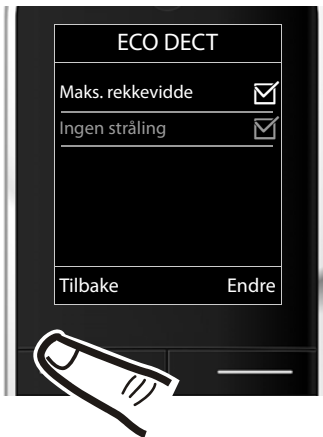 ECO DECT
Maks. rekkevidde
Ingen stråling
Tilbake Endre